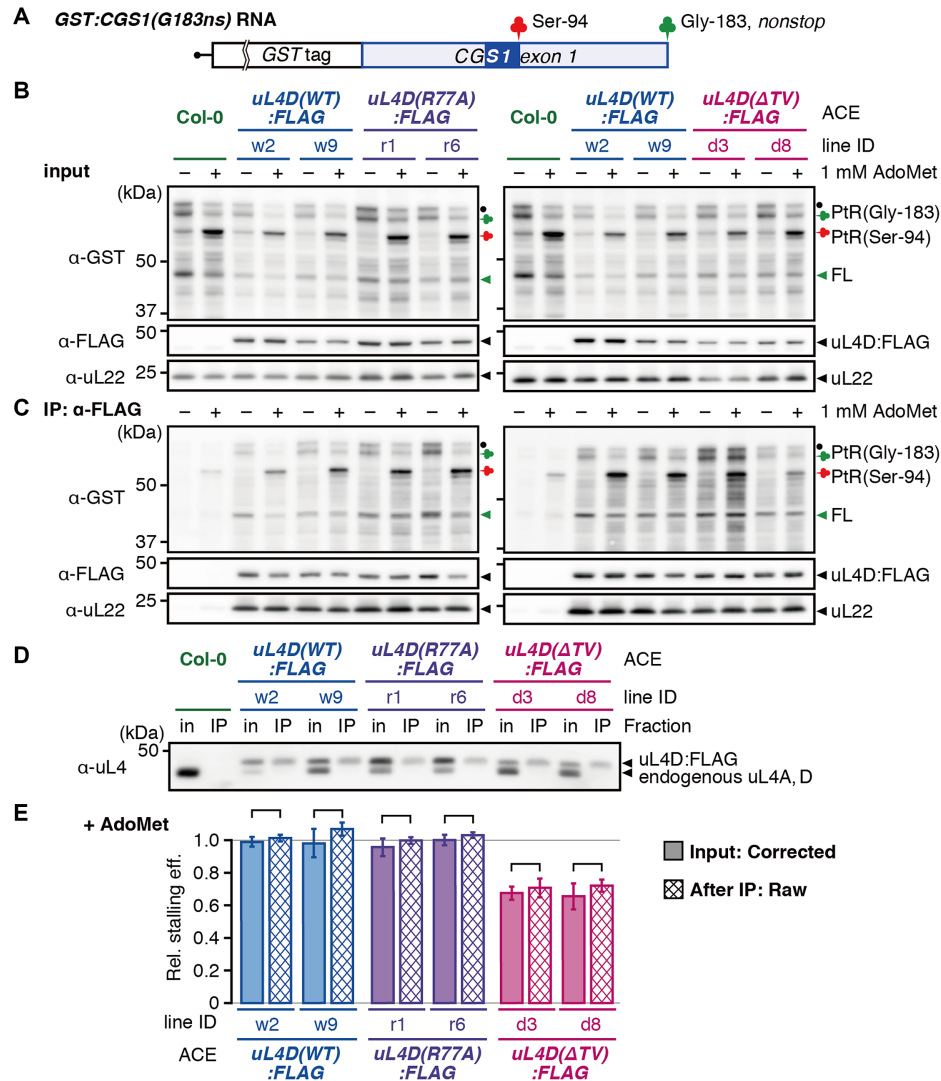 A
GST:CGS1(G183ns) RNA
Ser-94
Gly-183, nonstop
GST tag
CGS1 exon 1
B
Col-0
uL4D(WT)
:FLAG
uL4D(R77A)
:FLAG
Col-0
uL4D(WT)
:FLAG
uL4D(ΔTV)
:FLAG
ACE
w2 w9 r1 r6 w2 w9 d3 d8 line ID
input − + − + − + − + − + − + − + − + − + − + 1 mM AdoMet
(kDa)
PtR(Gly-183)
PtR(Ser-94)
α-GST
50
FL
37
α-FLAG
50
uL4D:FLAG
α-uL22
25
uL22
C
IP: α-FLAG − + − + − + − + − + − + − + − + − + − + 1 mM AdoMet
(kDa)
PtR(Gly-183)
PtR(Ser-94)
α-GST
50
FL
37
α-FLAG
50
uL4D:FLAG
α-uL22
25
uL22
D
Col-0
uL4D(WT)
:FLAG
uL4D(R77A)
:FLAG
uL4D(ΔTV)
:FLAG
ACE
w2 w9 r1 r6 d3 d8 line ID
in IP in IP in IP in IP in IP in IP in IP Fraction
(kDa)
50
α-uL4
uL4D:FLAG
endogenous uL4A, D
E
+ AdoMet
Rel. stalling eff.
1.0
0.8
0.6
0.4
0.2
0
Input: Corrected
After IP: Raw
line ID w2 w9 r1 r6 d3 d8
ACE
uL4D(WT)
:FLAG
uL4D(R77A)
:FLAG
uL4D(ΔTV)
:FLAG